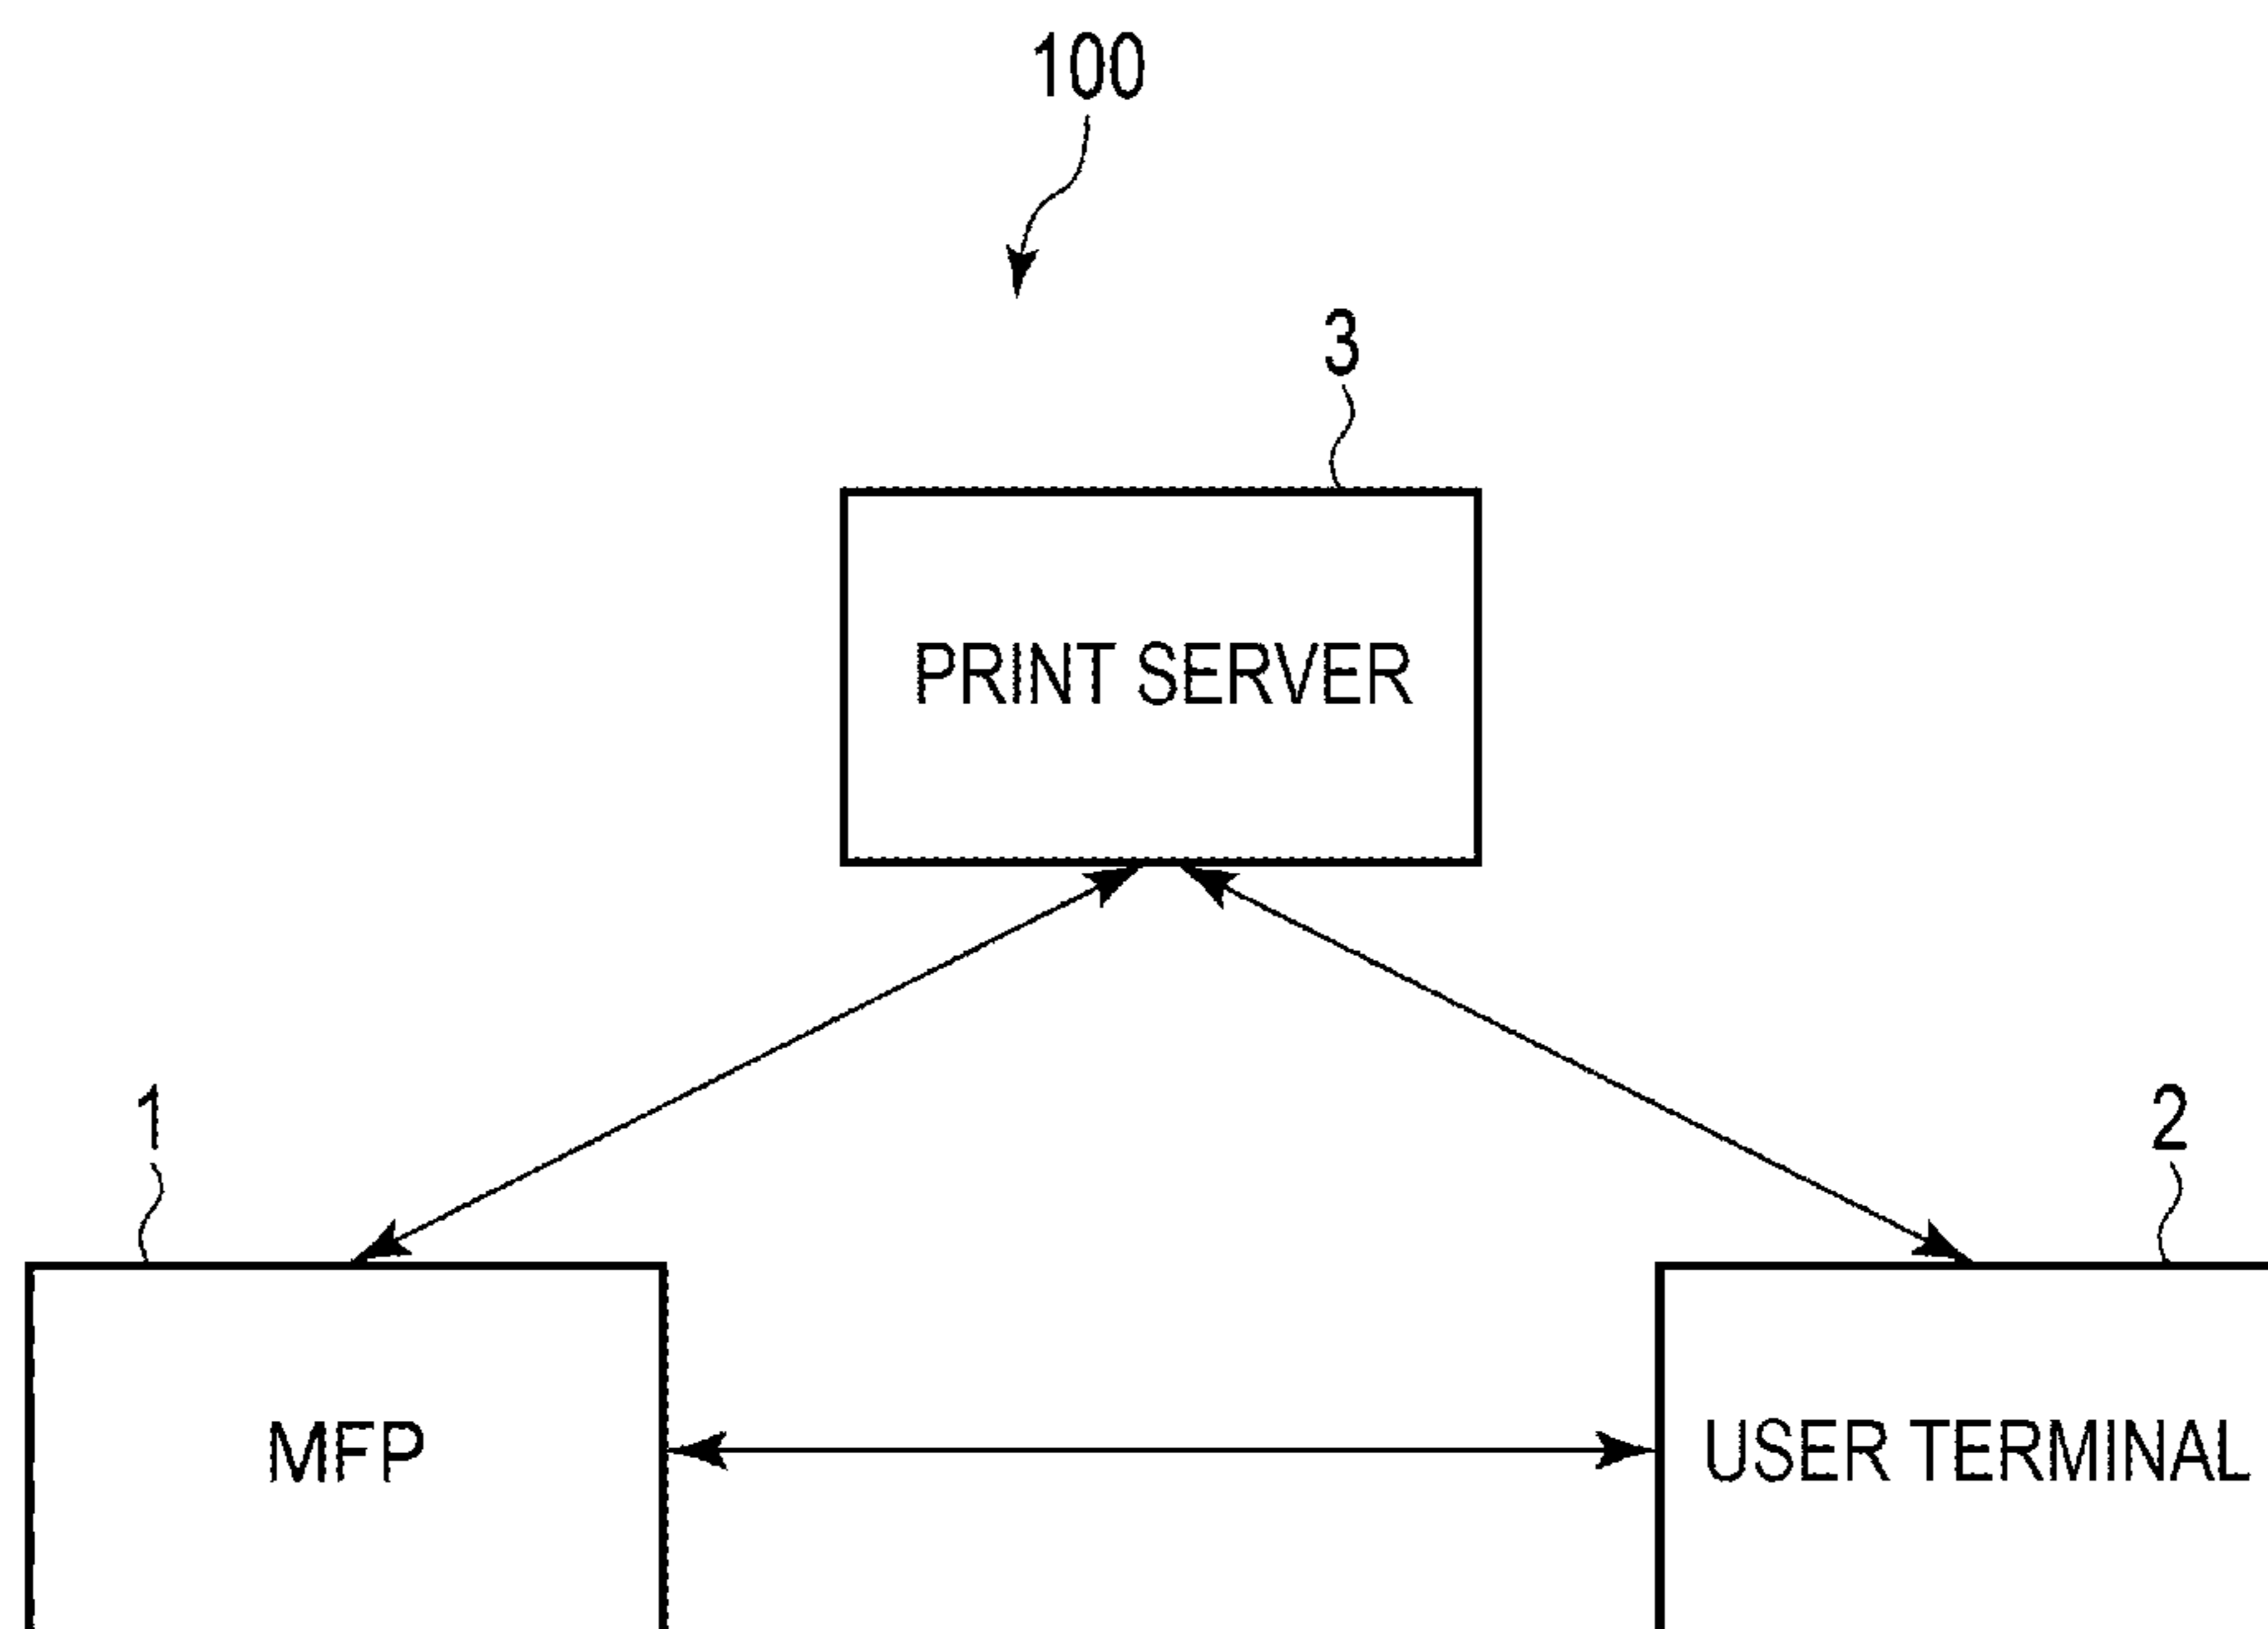 100
3
PRINT SERVER
1
2
MFP
USER TERMINAL